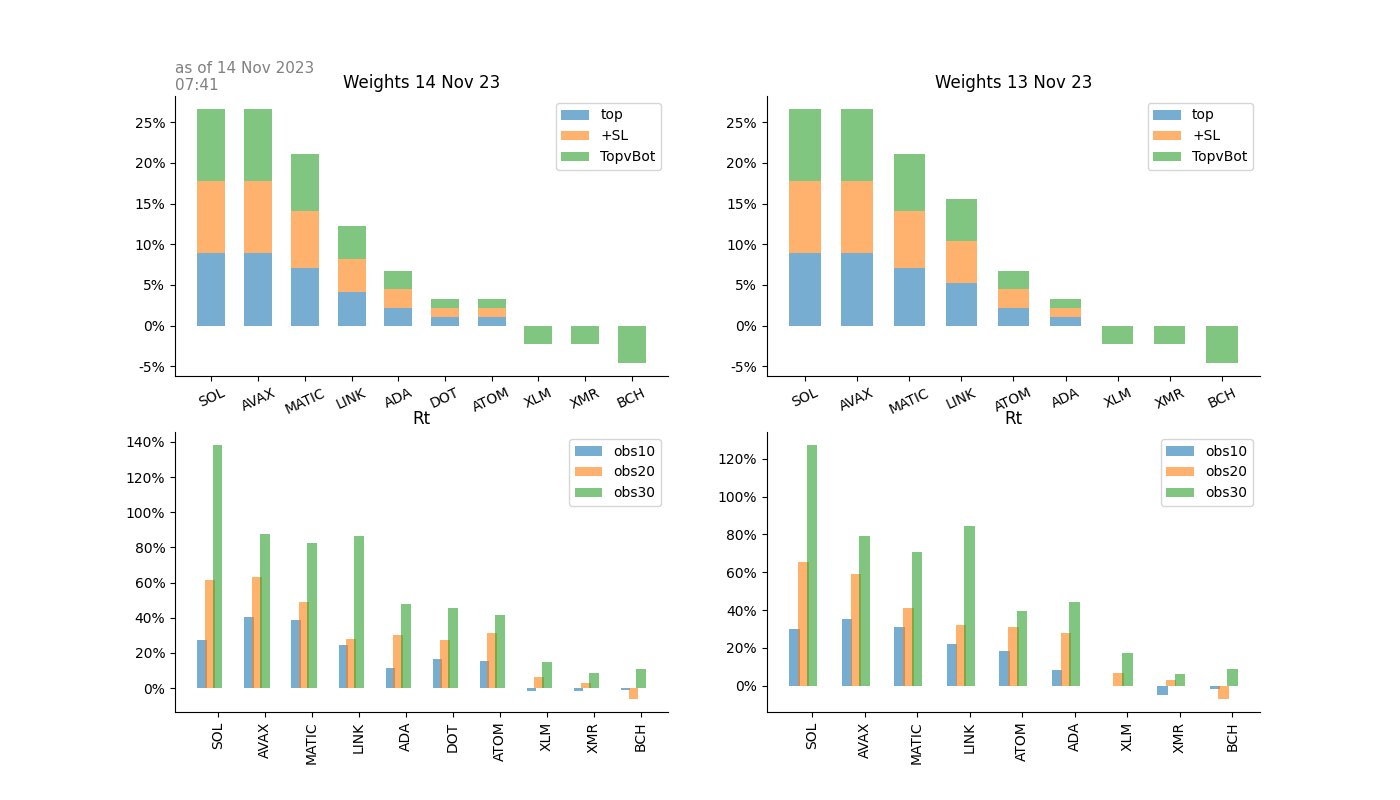 as of 14 Nov 2023
07:41
Weights 14 Nov 23
25%
20%
15%
10%
5%
0%
-5%
top
+SL
TopvBot
SOL
AVAX
MATIC
LINK
ADA
DOT
ATOM
XLM
XMR
BCH
Weights 13 Nov 23
25%
20%
15%
10%
5%
0%
-5%
top
+SL
TopvBot
SOL
AVAX
MATIC
LINK
ATOM
ADA
XLM
XMR
BCH
Rt
140%
120%
100%
80%
60%
40%
20%
0%
obs10
obs20
obs30
SOL
AVAX
MATIC
LINK
ADA
DOT
ATOM
XLM
XMR
BCH
Rt
120%
100%
80%
60%
40%
20%
0%
obs10
obs20
obs30
SOL
AVAX
MATIC
LINK
ATOM
ADA
XLM
XMR
BCH